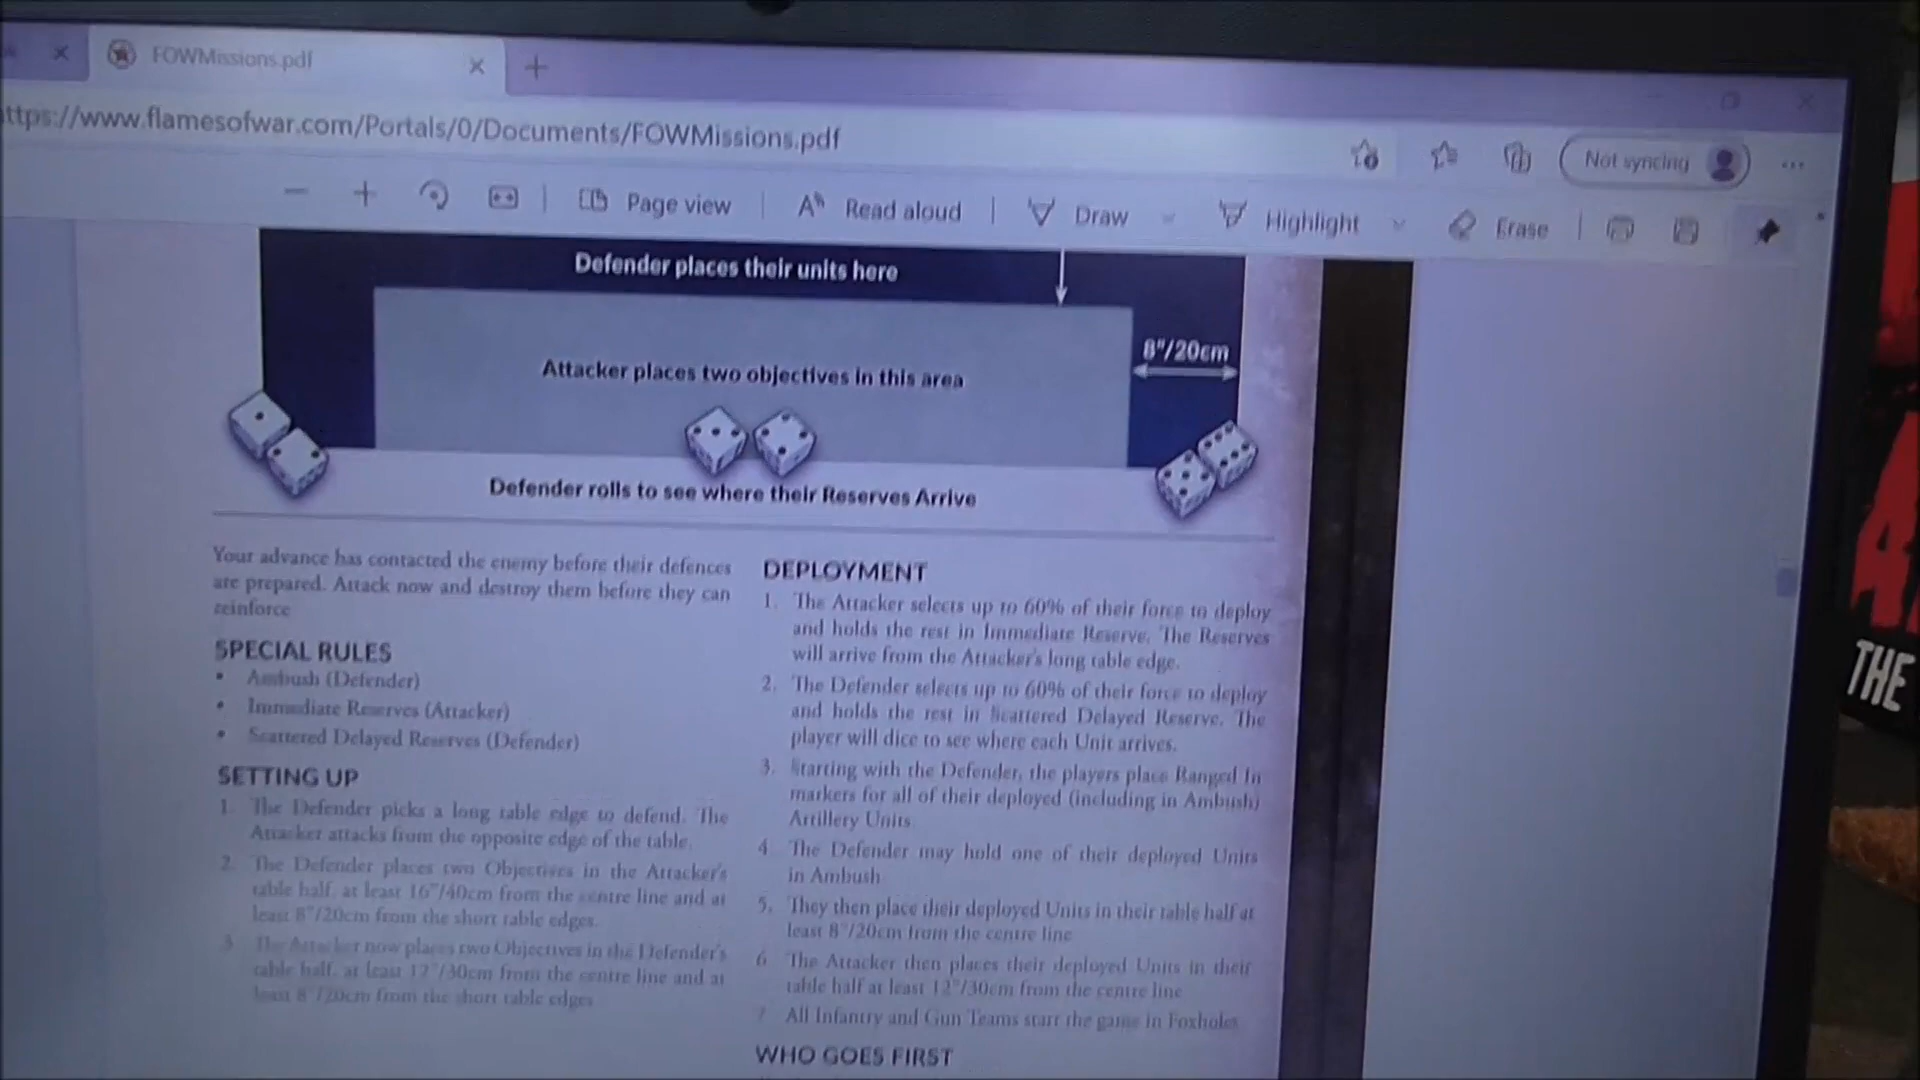 FOWMissions.pdf
ttps://www.flamesofwar.com/Portals/0/Documents/FOWMissions.pdf
Not syncing
Page view
Read aloud
Draw
Highlight
Erase
Defender places their units here
8"/20cm
Attacker places two objectives in this area
Defender rolls to see where their Reserves Arrive
Your advance has contacted the enemy before their defences
are prepared. Attack now and destroy them before they can
reinforce
SPECIAL RULES
• Ambush (Defender)
• Immediate Reserves (Attacker)
• Scattered Delayed Reserves (Defender)
SETTING UP
1. The Defender picks a long table edge to defend. The
Attacker attacks from the opposite edge of the table.
2. The Defender places two Objectives in the Attacker's
table half, at least 16"/40cm from the centre line and at
least 8"/20cm from the short table edges.
3. The Attacker now places two Objectives in the Defender's
table half, at least 12"/30cm from the centre line and at
least 8"/20cm from the short table edges
DEPLOYMENT
1. The Attacker selects up to 60% of their force to deploy
and holds the rest in Immediate Reserve. The Reserves
will arrive from the Attacker's long table edge.
2. The Defender selects up to 60% of their force to deploy
and holds the rest in Scattered Delayed Reserve. The
player will dice to see where each Unit arrives.
3. Starting with the Defender, the players place Ranged In
markers for all of their deployed (including in Ambush)
Artillery Units.
4. The Defender may hold one of their deployed Units
in Ambush
5. They then place their deployed Units in their table half at
least 8"/20cm from the centre line
6. The Attacker then places their deployed Units in their
table half at least 12"/30cm from the centre line
7. All Infantry and Gun Teams start the game in Foxholes.
WHO GOES FIRST
THE